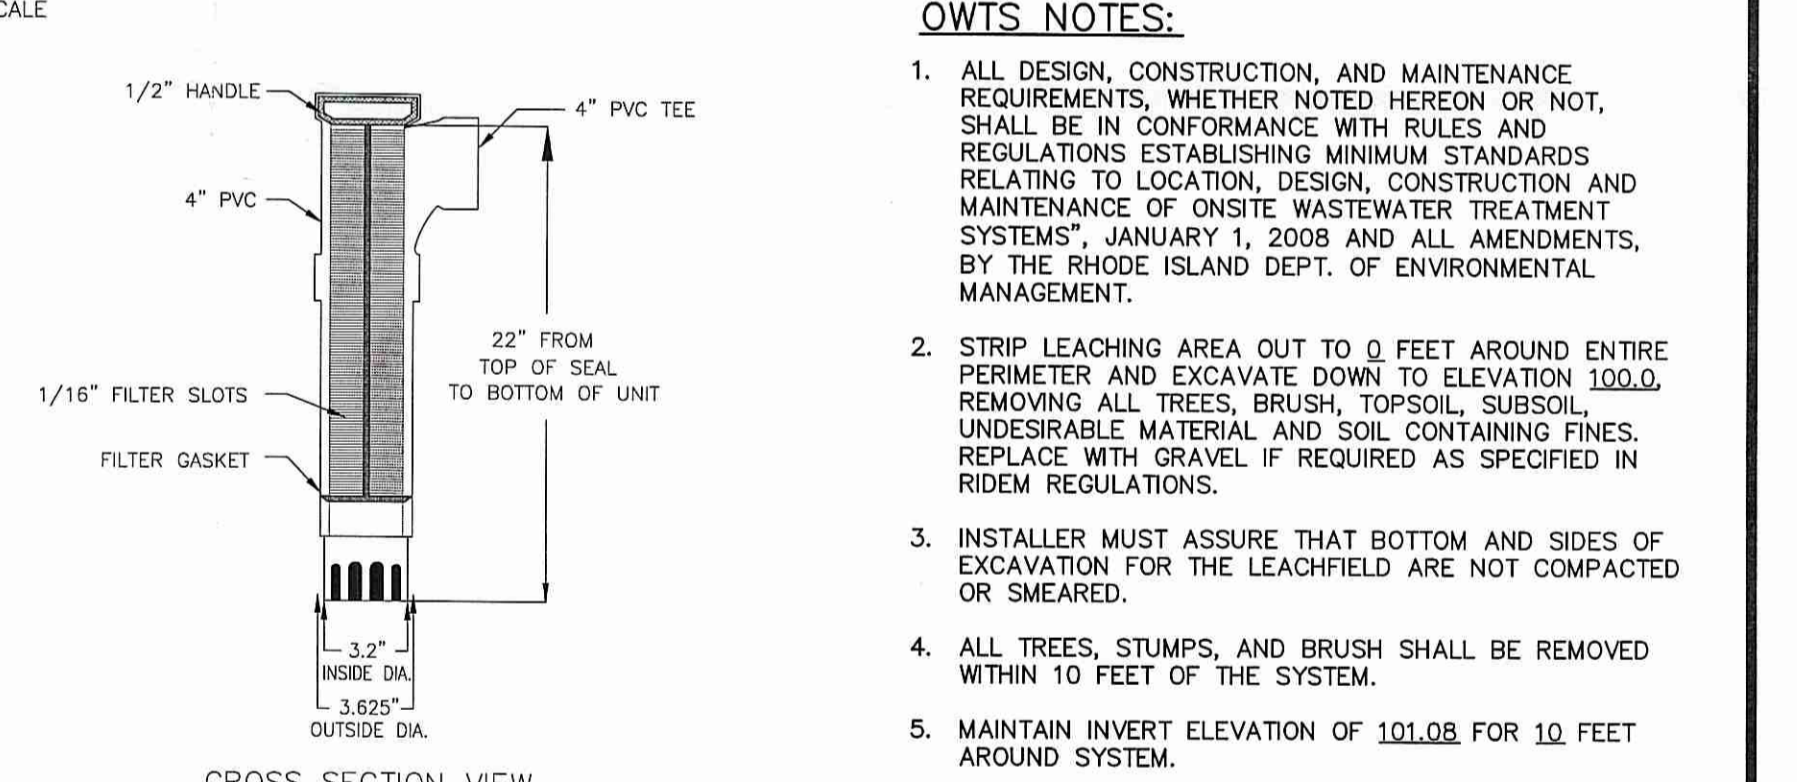 1/2" HANDLE
4" PVC TEE
4" PVC
22" FROM
TOP OF SEAL
TO BOTTOM OF UNIT
1/16" FILTER SLOTS
FILTER GASKET
3.2"
INSIDE DIA.
3.625"
OUTSIDE DIA.
CROSS SECTION VIEW
OWTS NOTES:
1. ALL DESIGN, CONSTRUCTION, AND MAINTENANCE
REQUIREMENTS, WHETHER NOTED HEREON OR NOT,
SHALL BE IN CONFORMANCE WITH RULES AND
REGULATIONS ESTABLISHING MINIMUM STANDARDS
RELATING TO LOCATION, DESIGN, CONSTRUCTION AND
MAINTENANCE OF ONSITE WASTEWATER TREATMENT
SYSTEMS", JANUARY 1, 2008 AND ALL AMENDMENTS,
BY THE RHODE ISLAND DEPT. OF ENVIRONMENTAL
MANAGEMENT.
2. STRIP LEACHING AREA OUT TO 0 FEET AROUND ENTIRE
PERIMETER AND EXCAVATE DOWN TO ELEVATION 100.0,
REMOVING ALL TREES, BRUSH, TOPSOIL, SUBSOIL,
UNDESIRABLE MATERIAL AND SOIL CONTAINING FINES.
REPLACE WITH GRAVEL IF REQUIRED AS SPECIFIED IN
RIDEM REGULATIONS.
3. INSTALLER MUST ASSURE THAT BOTTOM AND SIDES OF
EXCAVATION FOR THE LEACHFIELD ARE NOT COMPACTED
OR SMEARED.
4. ALL TREES, STUMPS, AND BRUSH SHALL BE REMOVED
WITHIN 10 FEET OF THE SYSTEM.
5. MAINTAIN INVERT ELEVATION OF 101.08 FOR 10 FEET
AROUND SYSTEM.